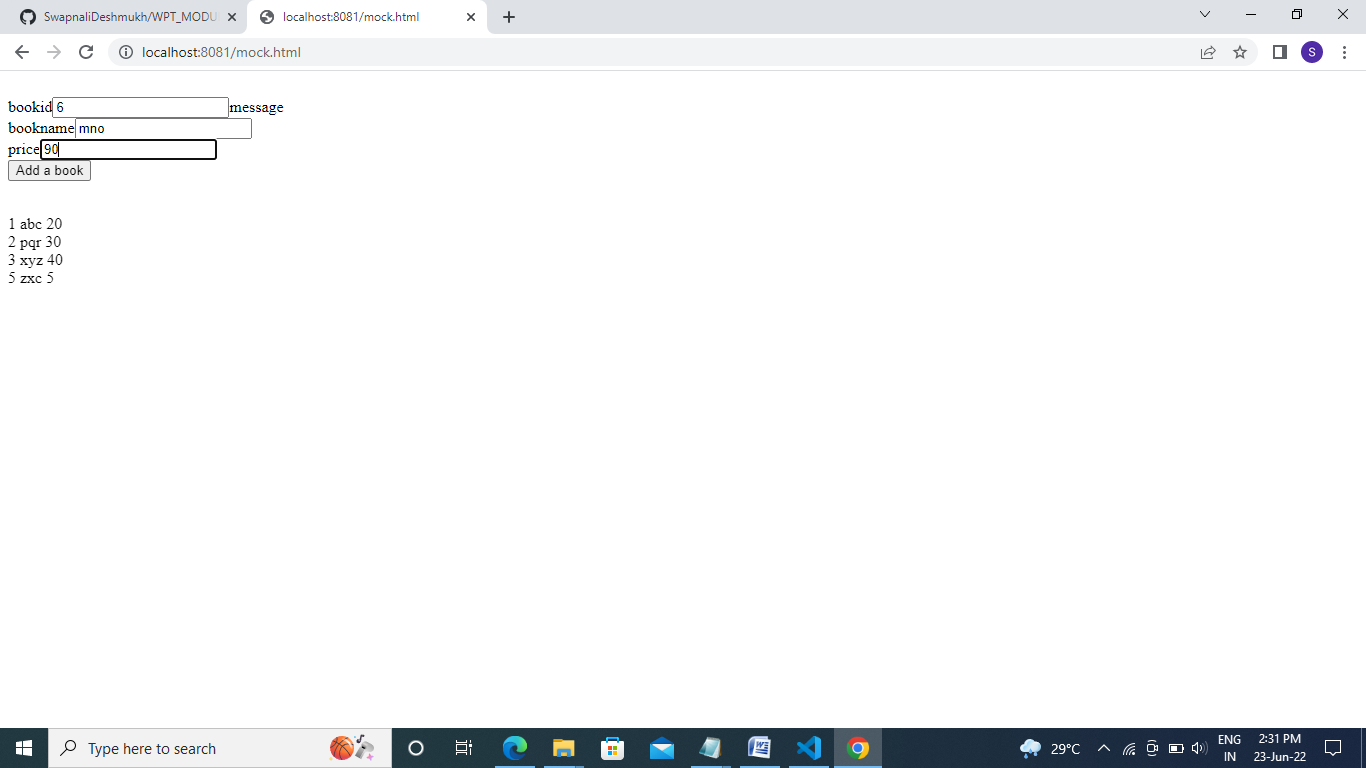 SwapnaliDeshmukh/WPT_MODU
localhost:8081/mock.html
localhost:8081/mock.html
S
bookid 6 message
bookname mno
price 90
Add a book
1 abc 20
2 pqr 30
3 xyz 40
5 zxc 5
Type here to search
29°C
ENG
IN
2:31 PM
23-Jun-22